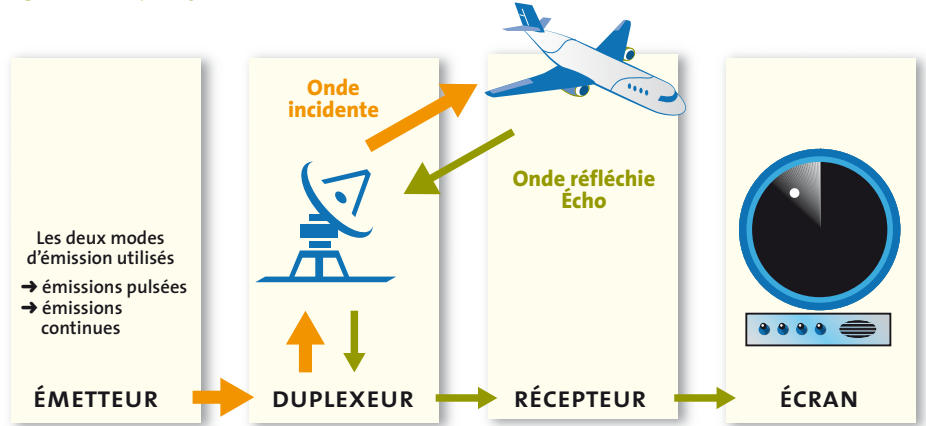 Onde
incidente
Onde réfléchie
Écho
Les deux modes
d'émission utilisés
➜ émissions pulsées
➜ émissions
continues
ÉMETTEUR
DUPLEXEUR
RÉCEPTEUR
ÉCRAN